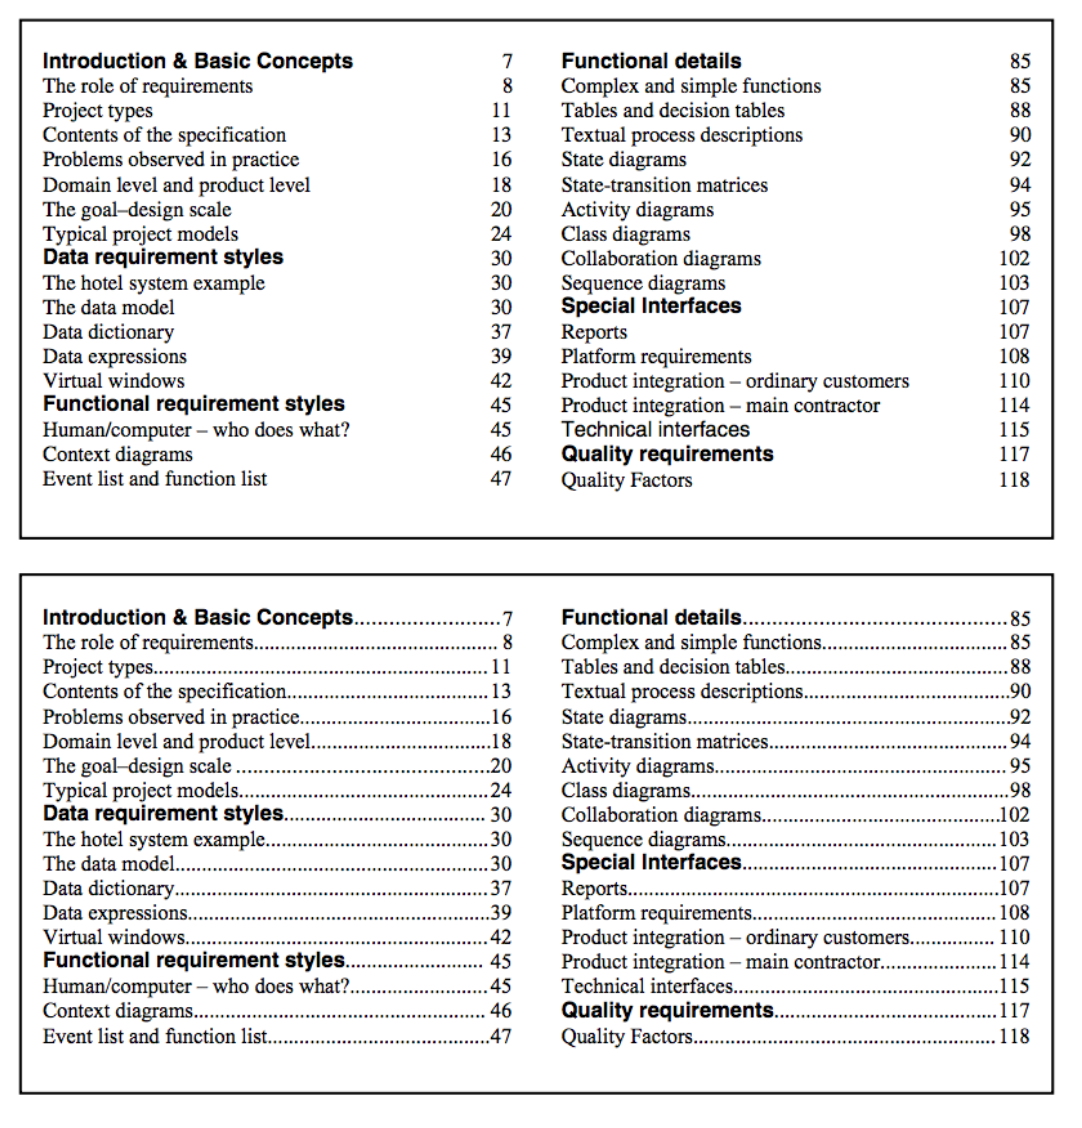 Introduction & Basic Concepts 7
The role of requirements 8
Project types 11
Contents of the specification 13
Problems observed in practice 16
Domain level and product level 18
The goal–design scale 20
Typical project models 24
Data requirement styles 30
The hotel system example 30
The data model 30
Data dictionary 37
Data expressions 39
Virtual windows 42
Functional requirement styles 45
Human/computer – who does what? 45
Context diagrams 46
Event list and function list 47
Functional details 85
Complex and simple functions 85
Tables and decision tables 88
Textual process descriptions 90
State diagrams 92
State-transition matrices 94
Activity diagrams 95
Class diagrams 98
Collaboration diagrams 102
Sequence diagrams 103
Special Interfaces 107
Reports 107
Platform requirements 108
Product integration – ordinary customers 110
Product integration – main contractor 114
Technical interfaces 115
Quality requirements 117
Quality Factors 118
Introduction & Basic Concepts.........................7
The role of requirements.......................................... 8
Project types......................................................... 11
Contents of the specification.................................. 13
Problems observed in practice................................16
Domain level and product level..............................18
The goal–design scale ...........................................20
Typical project models..........................................24
Data requirement styles.................................. 30
The hotel system example......................................30
The data model.....................................................30
Data dictionary.....................................................37
Data expressions...................................................39
Virtual windows...................................................42
Functional requirement styles....................... 45
Human/computer – who does what?.......................45
Context diagrams................................................. 46
Event list and function list.....................................47
Functional details.............................................85
Complex and simple functions...............................85
Tables and decision tables..................................... 88
Textual process descriptions...................................90
State diagrams......................................................92
State-transition matrices........................................ 94
Activity diagrams................................................. 95
Class diagrams.....................................................98
Collaboration diagrams........................................102
Sequence diagrams.............................................. 103
Special Interfaces........................................... 107
Reports..............................................................107
Platform requirements......................................... 108
Product integration – ordinary customers.............. 110
Product integration – main contractor................... 114
Technical interfaces.............................................115
Quality requirements......................................117
Quality Factors................................................... 118